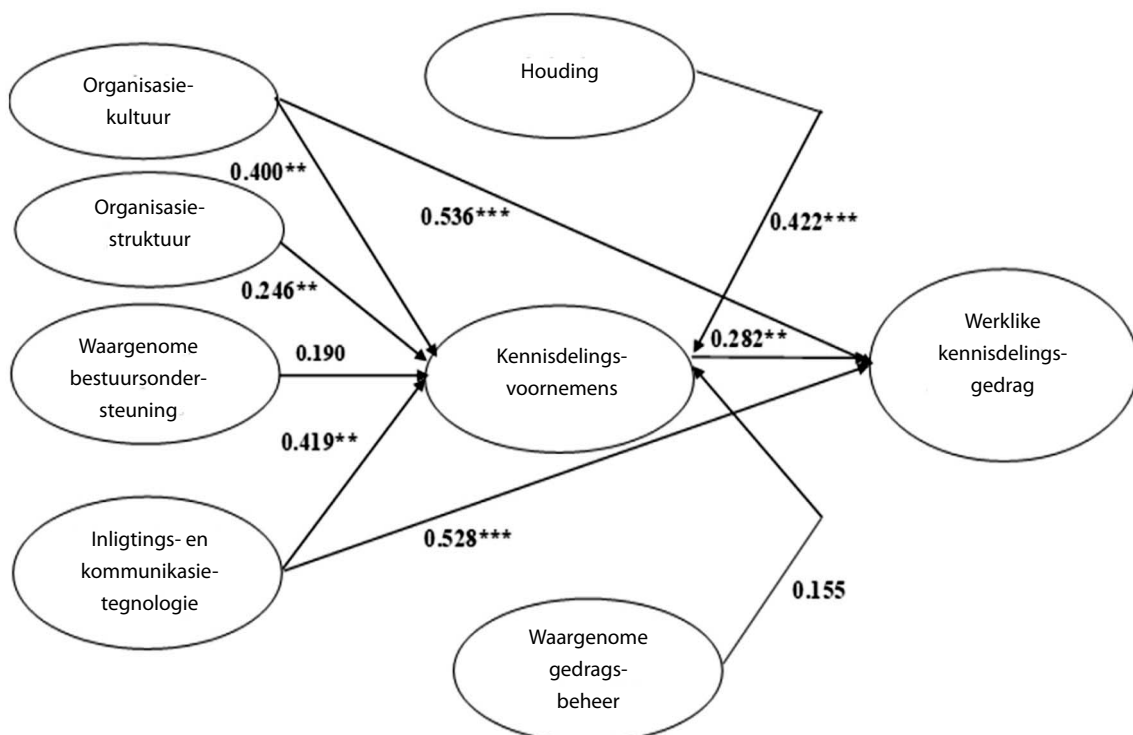 Organisasie-
kultuur
Houding
0.400**
Organisasie-
struktuur
0.536***
0.422***
0.246**
Waargenome
bestuursonder-
steuning
0.190
Kennisdelings-
voornemens
0.282**
Werklike
kennisdelings-
gedrag
0.419**
Inligtings- en
kommunikasie-
tegnologie
0.528***
0.155
Waargenome
gedrags-
beheer